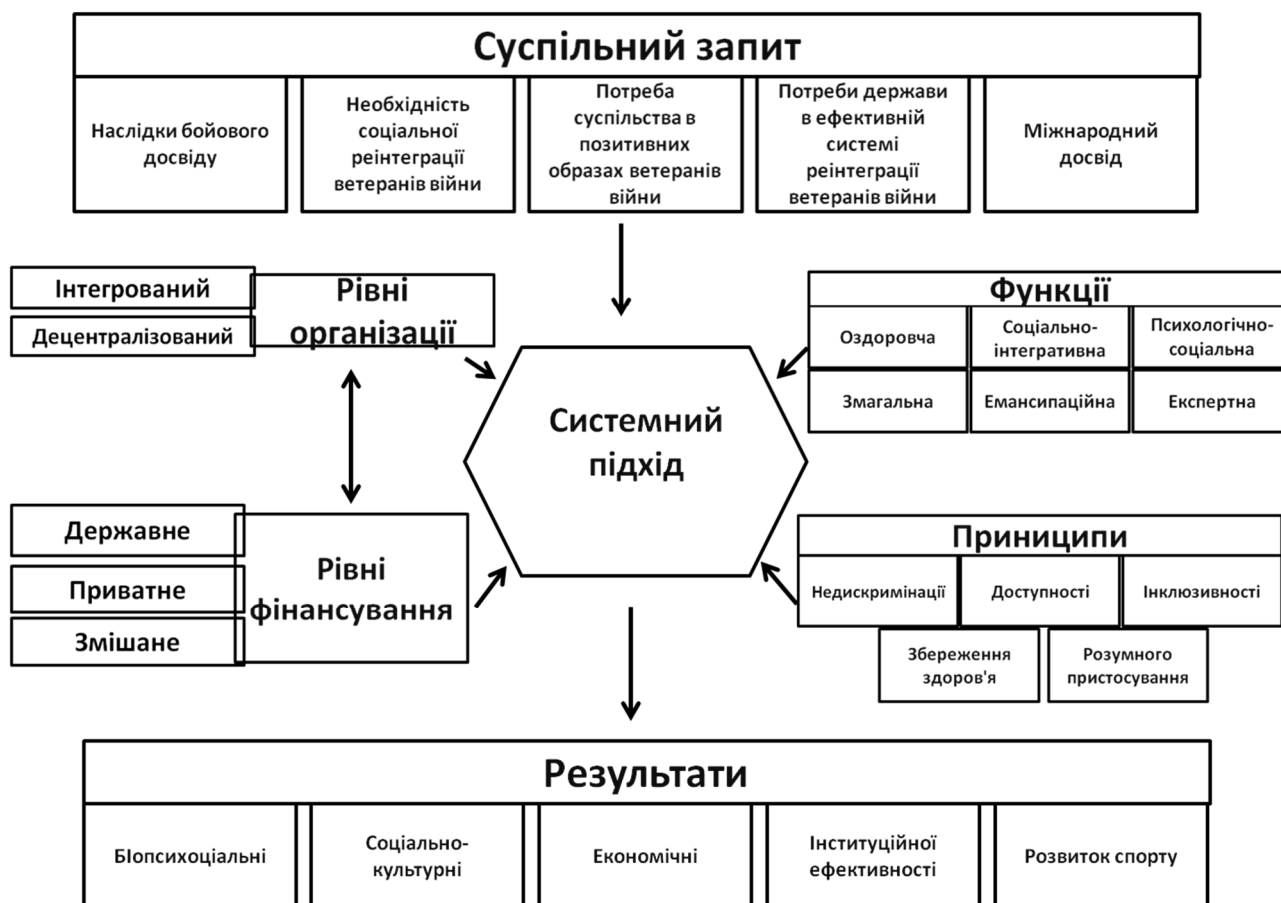 Суспільний запит
Наслідки бойового
досвіду
Необхідність
соціальної
реінтеграції
ветеранів війни
Потреба
суспільства в
позитивних
образах ветеранів
війни
Потреби держави
в ефективній
системі
реінтеграції
ветеранів війни
Міжнародний
досвід
Інтегрований
Децентралізований
Рівні
організації
Функції
Оздоровча
Соціально-
інтегративна
Психологічно-
соціальна
Змагальна
Емансипаційна
Експертна
Системний
підхід
Державне
Приватне
Змішане
Рівні
фінансування
Приниципи
Недискримінації
Доступності
Інклюзивності
Збереження
здоров'я
Розумного
пристосування
Результати
БІопсихоціальні
Соціально-
культурні
Економічні
Інституційної
ефективності
Розвиток спорту